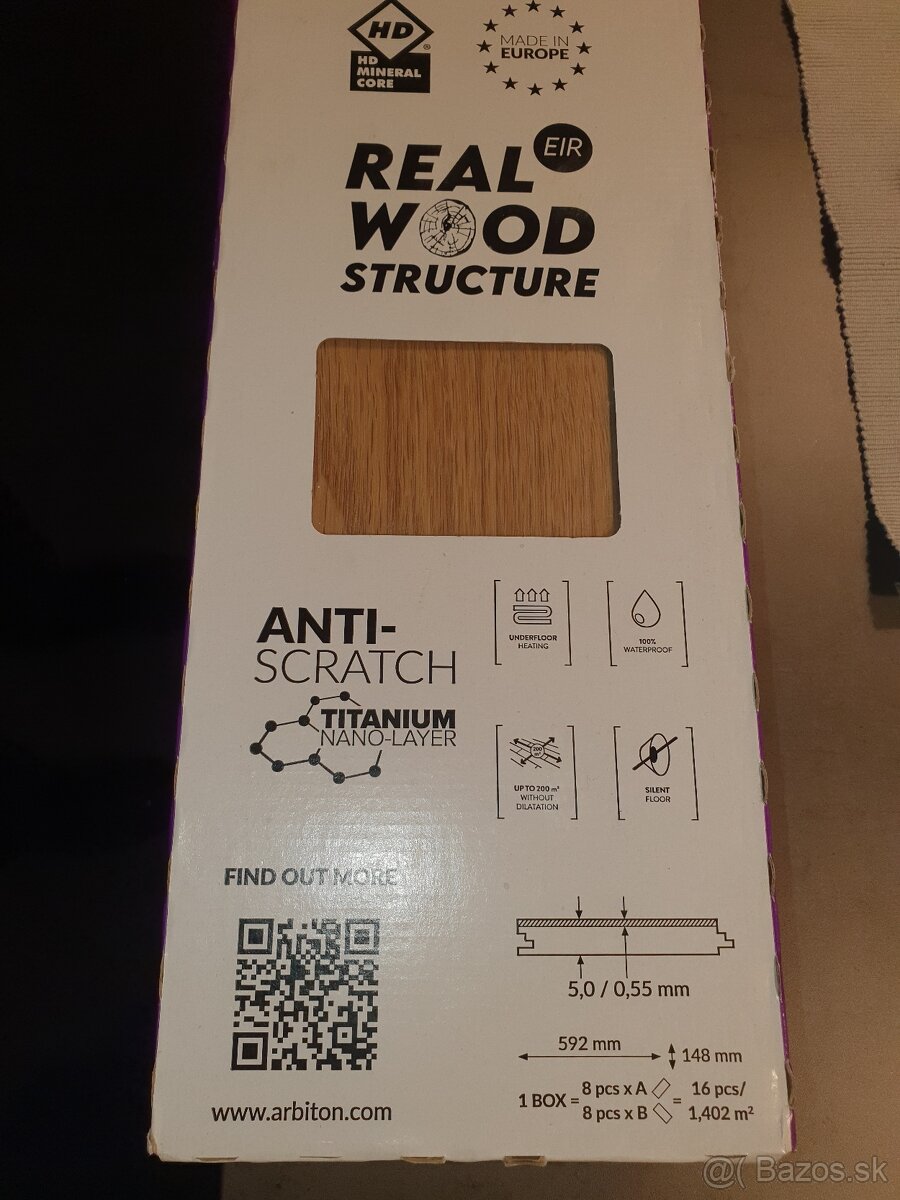 HD ®
HD
MINERAL
CORE
MADE IN
EUROPE
REAL EIR
WOOD
STRUCTURE
ANTI-
SCRATCH
TITANIUM
NANO-LAYER
UNDERFLOOR
HEATING
100%
WATERPROOF
200
m²
UP TO 200 m²
WITHOUT
DILATATION
SILENT
FLOOR
FIND OUT MORE
www.arbiton.com
5,0 / 0,55 mm
592 mm
148 mm
1 BOX = 8 pcs x A = 16 pcs/
8 pcs x B 1,402 m²
@( Bazos.sk